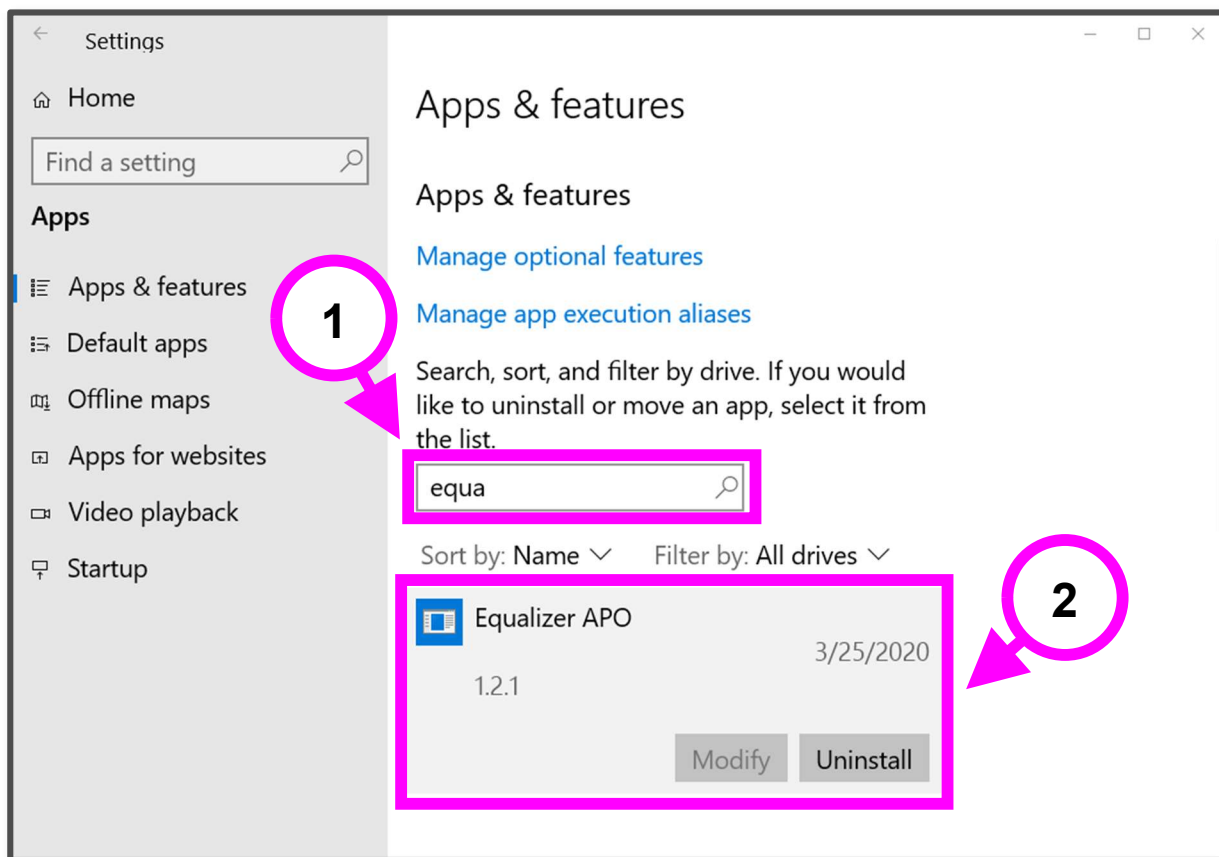 Settings
Home
Find a setting
Apps
Apps & features
Default apps
Offline maps
Apps for websites
Video playback
Startup
Apps & features
Apps & features
Manage optional features
Manage app execution aliases
1
Search, sort, and filter by drive. If you would
like to uninstall or move an app, select it from
the list.
equa
Sort by: Name Filter by: All drives
2
Equalizer APO
3/25/2020
1.2.1
Modify Uninstall